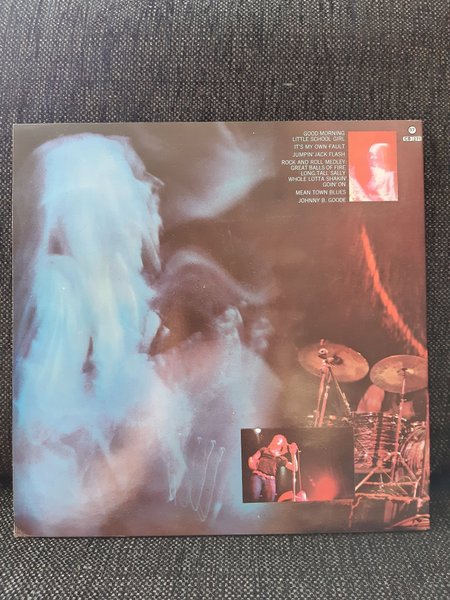 GOOD MORNING
LITTLE SCHOOL GIRL
IT'S MY OWN FAULT
JUMPIN' JACK FLASH
ROCK AND ROLL MEDLEY
GREAT BALLS OF FIRE
LONG TALL SALLY
WHOLE LOTTA SHAKIN'
GOIN' ON
MEAN TOWN BLUES
JOHNNY B. GOODE